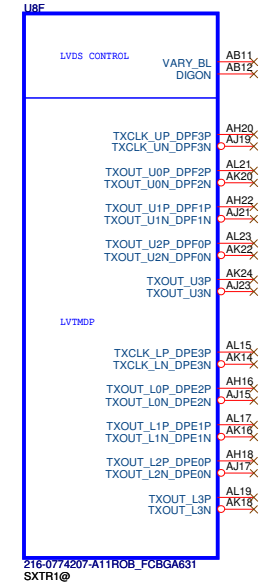 U8F
LVDS CONTROL
VARY_BL AB11
DIGON AB12
TXCLK_UP_DPF3P AH20
TXCLK_UN_DPF3N AJ19
TXOUT_U0P_DPF2P AL21
TXOUT_U0N_DPF2N AK20
TXOUT_U1P_DPF1P AH22
TXOUT_U1N_DPF1N AJ21
TXOUT_U2P_DPF0P AL23
TXOUT_U2N_DPF0N AK22
TXOUT_U3P AK24
TXOUT_U3N AJ23
LVTMDP
TXCLK_LP_DPE3P AL15
TXCLK_LN_DPE3N AK14
TXOUT_L0P_DPE2P AH16
TXOUT_L0N_DPE2N AJ15
TXOUT_L1P_DPE1P AL17
TXOUT_L1N_DPE1N AK16
TXOUT_L2P_DPE0P AH18
TXOUT_L2N_DPE0N AJ17
TXOUT_L3P AL19
TXOUT_L3N AK18
216-0774207-A11ROB_FCBGA631
SXTR1@